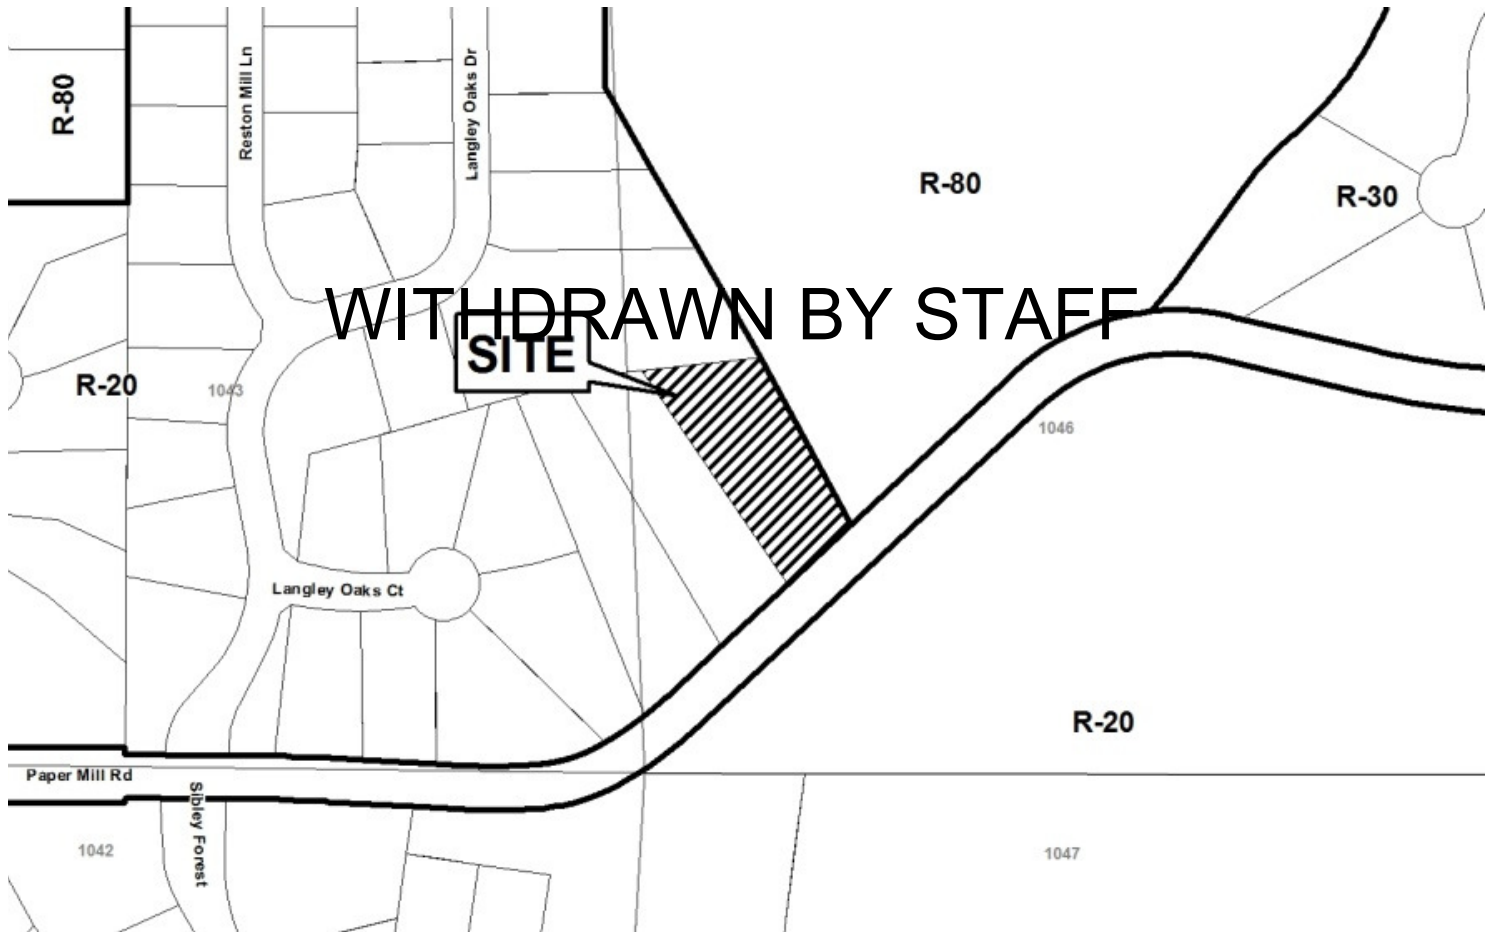 R-80
Reston Mill Ln
Langley Oaks Dr
R-80
R-30
WITHDRAWN BY STAFF
SITE
R-20
1043
1046
Langley Oaks Ct
R-20
Paper Mill Rd
Sibley Forest
1042
1047